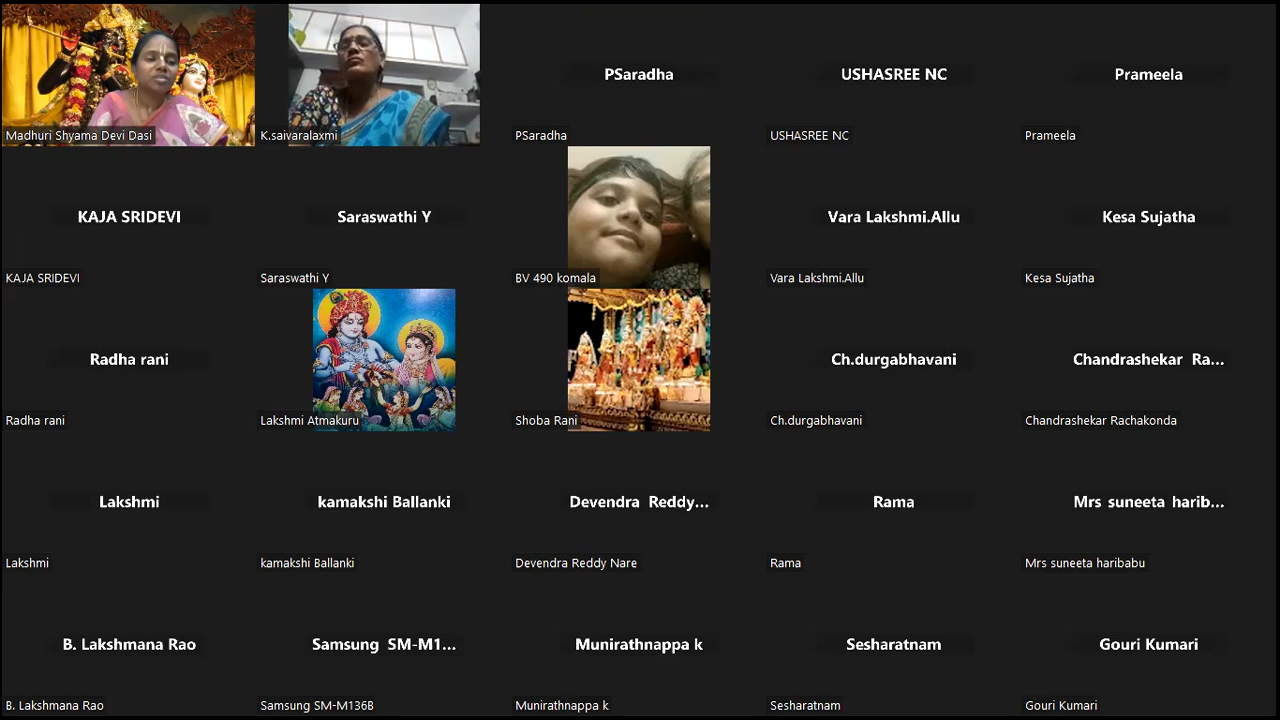 Madhuri Shyama Devi Dasi
K.saivaralaxmi
PSaradha
PSaradha
USHASREE NC
USHASREE NC
Prameela
Prameela
KAJA SRIDEVI
KAJA SRIDEVI
Saraswathi Y
Saraswathi Y
BV 490 komala
Vara Lakshmi.Allu
Vara Lakshmi.Allu
Kesa Sujatha
Kesa Sujatha
Radha rani
Radha rani
Lakshmi Atmakuru
Shoba Rani
Ch.durgabhavani
Ch.durgabhavani
Chandrashekar Ra...
Chandrashekar Rachakonda
Lakshmi
Lakshmi
kamakshi Ballanki
kamakshi Ballanki
Devendra Reddy...
Devendra Reddy Nare
Rama
Rama
Mrs suneeta harib...
Mrs suneeta haribabu
B. Lakshmana Rao
B. Lakshmana Rao
Samsung SM-M1...
Samsung SM-M136B
Munirathnappa k
Munirathnappa k
Sesharatnam
Sesharatnam
Gouri Kumari
Gouri Kumari